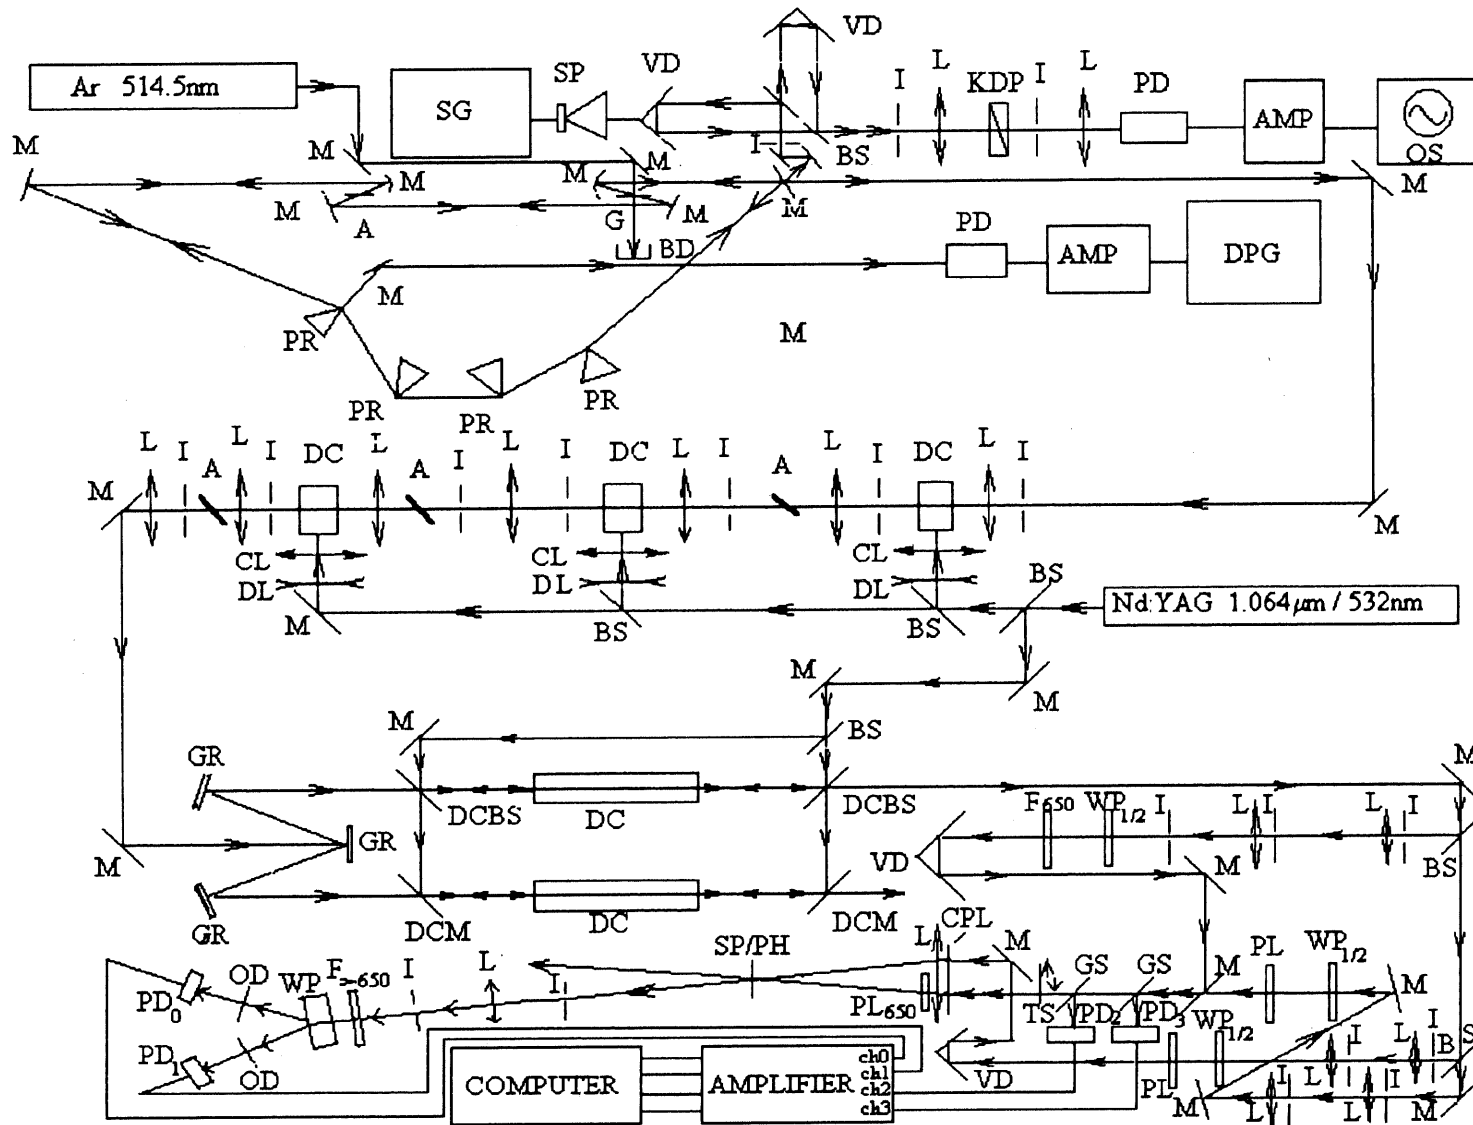 VD
Ar 514.5nm
SG
SP
VD
I
L
KDP
I
L
PD
AMP
OS
M
M
M
I
BS
M
M
M
M
A
G
M
M
BD
PD
AMP
DPG
M
PR
M
PR
PR
PR
L
I
A
L
I
DC
L
A
I
L
I
DC
L
I
A
L
I
DC
L
I
M
M
CL
DL
CL
DL
CL
DL
M
BS
BS
BS
Nd:YAG 1.064µm / 532nm
M
M
M
BS
GR
DCBS
DC
DCBS
M
F650
WP1/2
I
L
I
L
I
M
GR
VD
M
BS
GR
DCM
DC
DCM
SP/PH
L
CPL
M
GS
GS
M
PL
WP1/2
M
PD0
OD
WP
F>650
I
L
I
PL650
TS
PD2
PD3
WP1/2
PD1
OD
COMPUTER
AMPLIFIER
ch0
ch1
ch2
ch3
VD
PL
I
L
I
L
I
BS
M
L
I
L
I
M